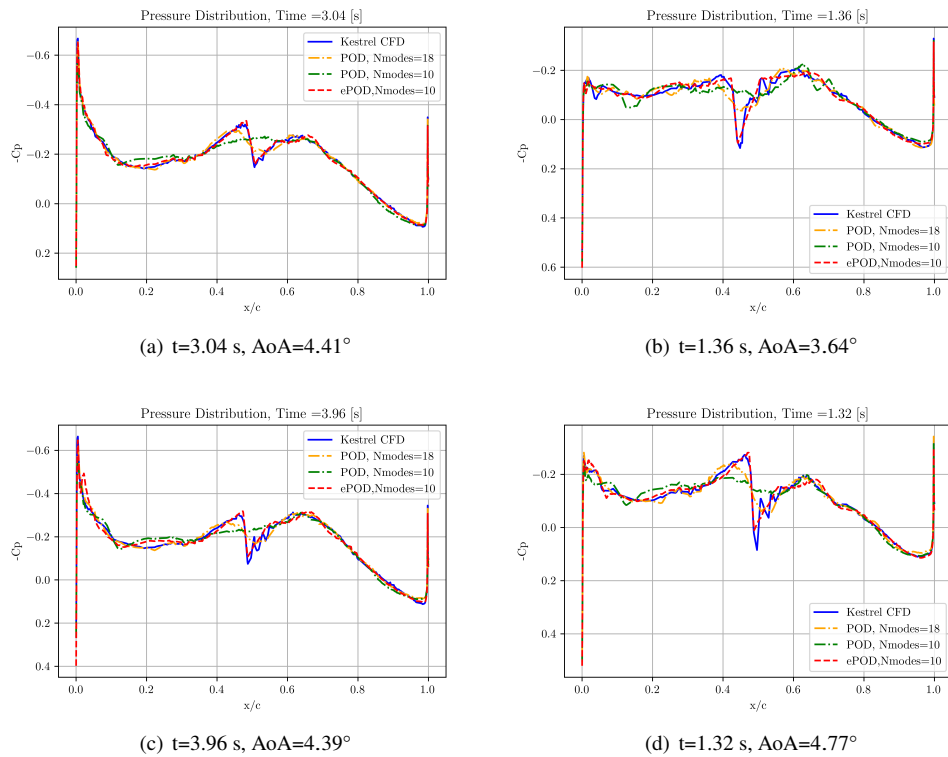 Pressure Distribution, Time =3.04 [s]
−0.6
−0.4
−0.2
0.0
0.2
-Cp
0.0 0.2 0.4 0.6 0.8 1.0
x/c
Kestrel CFD
POD, Nmodes=18
POD, Nmodes=10
ePOD,Nmodes=10
(a) t=3.04 s, AoA=4.41°
Pressure Distribution, Time =1.36 [s]
−0.2
0.0
0.2
0.4
0.6
-Cp
0.0 0.2 0.4 0.6 0.8 1.0
x/c
Kestrel CFD
POD, Nmodes=18
POD, Nmodes=10
ePOD,Nmodes=10
(b) t=1.36 s, AoA=3.64°
Pressure Distribution, Time =3.96 [s]
−0.6
−0.4
−0.2
0.0
0.2
0.4
-Cp
0.0 0.2 0.4 0.6 0.8 1.0
x/c
Kestrel CFD
POD, Nmodes=18
POD, Nmodes=10
ePOD,Nmodes=10
(c) t=3.96 s, AoA=4.39°
Pressure Distribution, Time =1.32 [s]
−0.2
0.0
0.2
0.4
-Cp
0.0 0.2 0.4 0.6 0.8 1.0
x/c
Kestrel CFD
POD, Nmodes=18
POD, Nmodes=10
ePOD,Nmodes=10
(d) t=1.32 s, AoA=4.77°